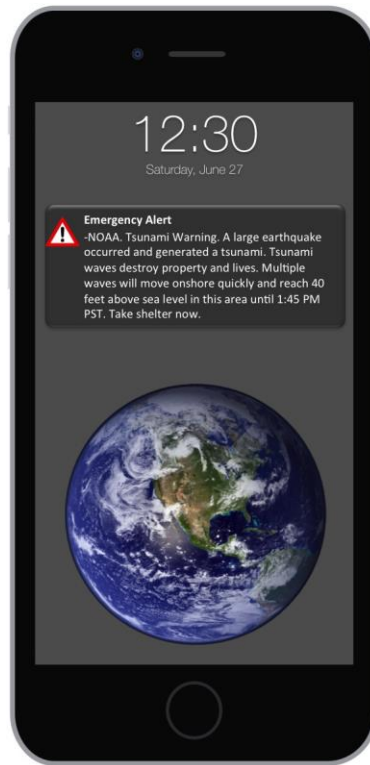 12:30
Saturday, June 27
Emergency Alert
-NOAA. Tsunami Warning. A large earthquake
occurred and generated a tsunami. Tsunami
waves destroy property and lives. Multiple
waves will move onshore quickly and reach 40
feet above sea level in this area until 1:45 PM
PST. Take shelter now.